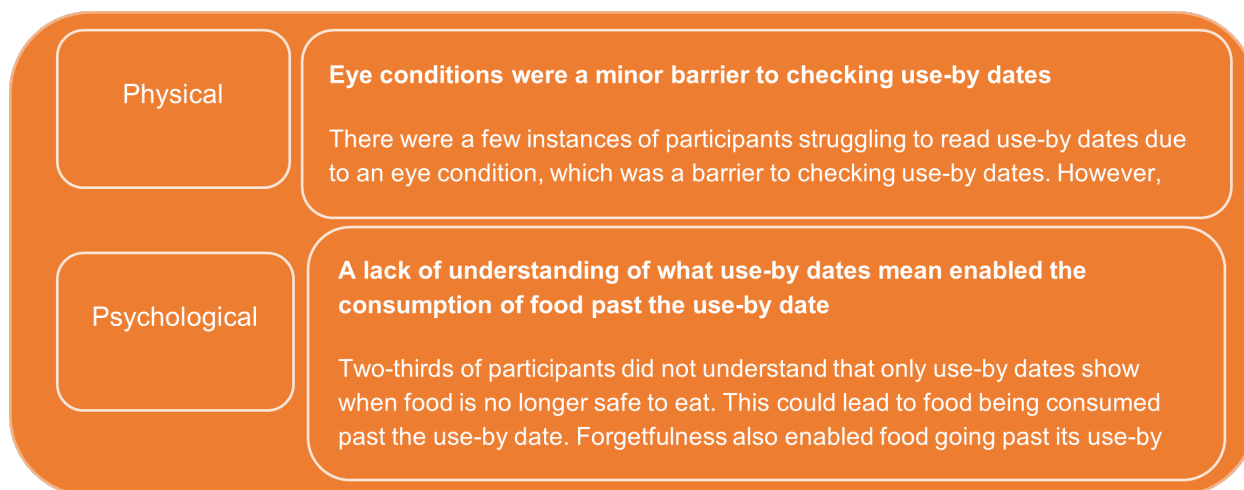 Physical
Eye conditions were a minor barrier to checking use-by dates
There were a few instances of participants struggling to read use-by dates due
to an eye condition, which was a barrier to checking use-by dates. However,
Psychological
A lack of understanding of what use-by dates mean enabled the
consumption of food past the use-by date
Two-thirds of participants did not understand that only use-by dates show
when food is no longer safe to eat. This could lead to food being consumed
past the use-by date. Forgetfulness also enabled food going past its use-by